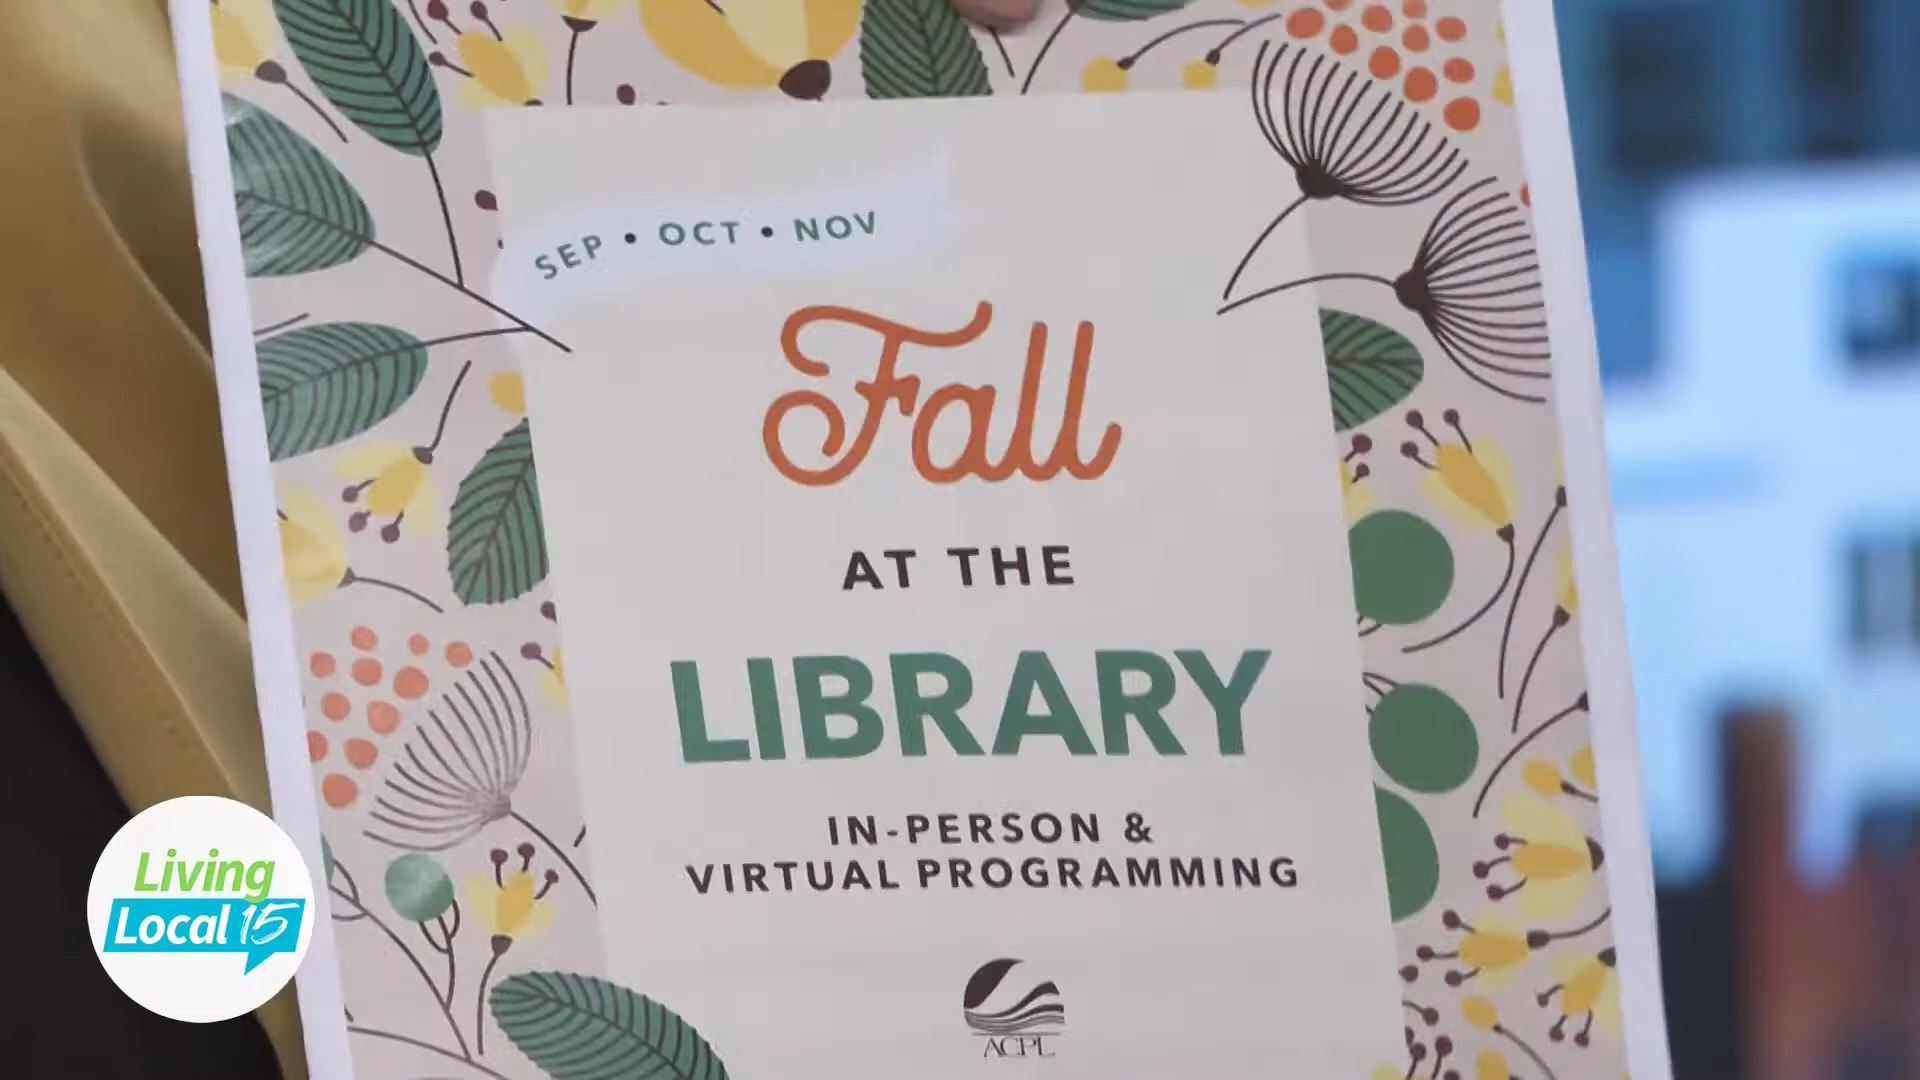 SEP • OCT • NOV
Fall
AT THE
LIBRARY
IN-PERSON &
VIRTUAL PROGRAMMING
ACPL
Living
Local 15